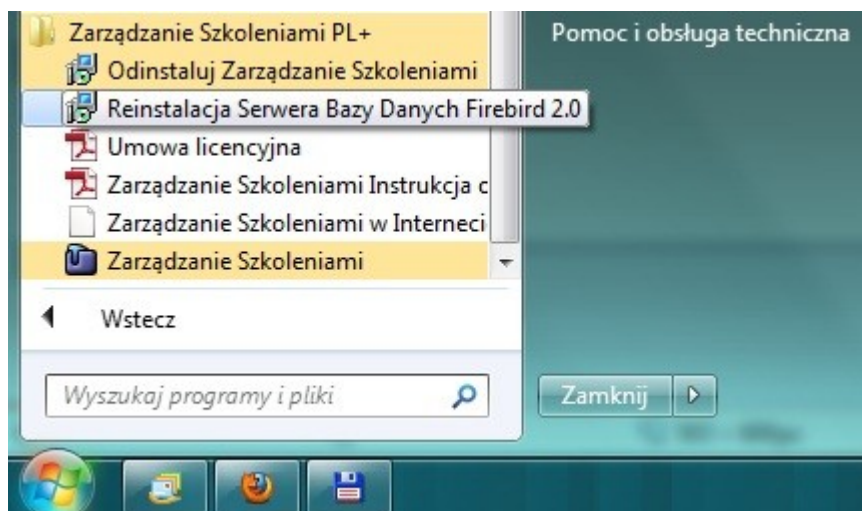 Zarządzanie Szkoleniami PL+
Odinstaluj Zarządzanie Szkoleniami
Reinstalacja Serwera Bazy Danych Firebird 2.0
Umowa licencyjna
Zarządzanie Szkoleniami Instrukcja
Zarządzanie Szkoleniami w Interneci
Zarządzanie Szkoleniami
Wstecz
Wyszukaj programy i pliki
Pomoc i obsługa techniczna
Zamknij